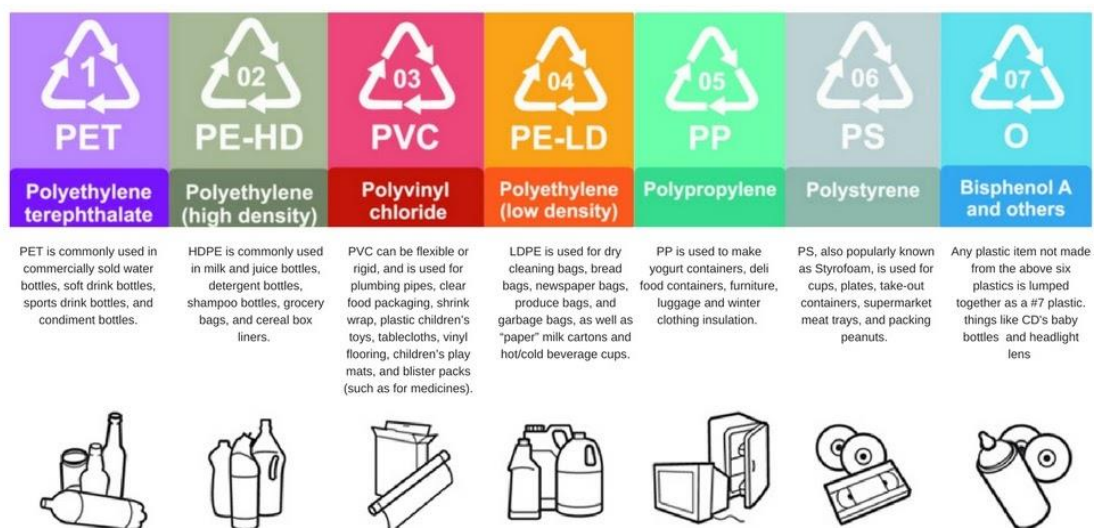 1
PET
Polyethylene
terephthalate
PET is commonly used in
commercially sold water
bottles, soft drink bottles,
sports drink bottles, and
condiment bottles.
02
PE-HD
Polyethylene
(high density)
HDPE is commonly used
in milk and juice bottles,
detergent bottles,
shampoo bottles, grocery
bags, and cereal box
liners.
03
PVC
Polyvinyl
chloride
PVC can be flexible or
rigid, and is used for
plumbing pipes, clear
food packaging, shrink
wrap, plastic children's
toys, tablecloths, vinyl
flooring, children's play
mats, and blister packs
(such as for medicines).
04
PE-LD
Polyethylene
(low density)
LDPE is used for dry
cleaning bags, bread
bags, newspaper bags,
produce bags, and
garbage bags, as well as
“paper” milk cartons and
hot/cold beverage cups.
05
PP
Polypropylene
PP is used to make
yogurt containers, deli
food containers, furniture,
luggage and winter
clothing insulation.
06
PS
Polystyrene
PS, also popularly known
as Styrofoam, is used for
cups, plates, take-out
containers, supermarket
meat trays, and packing
peanuts.
07
O
Bisphenol A
and others
Any plastic item not made
from the above six
plastics is lumped
together as a #7 plastic.
things like CD's baby
bottles and headlight
lens